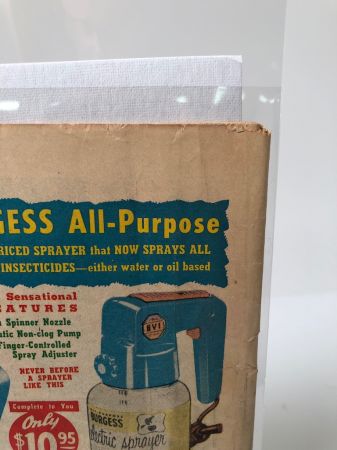 GESS All-Purpose
RICED SPRAYER that NOW SPRAYS ALL
INSECTICIDES—either water or oil based
Sensational
EATURES
Spinner Nozzle
Non-clog Pump
Finger-Controlled
Spray Adjuster
NEVER BEFORE
A SPRAYER
LIKE THIS
Complete to You
Only
$10.95
BVI
BURGESS
electric sprayer